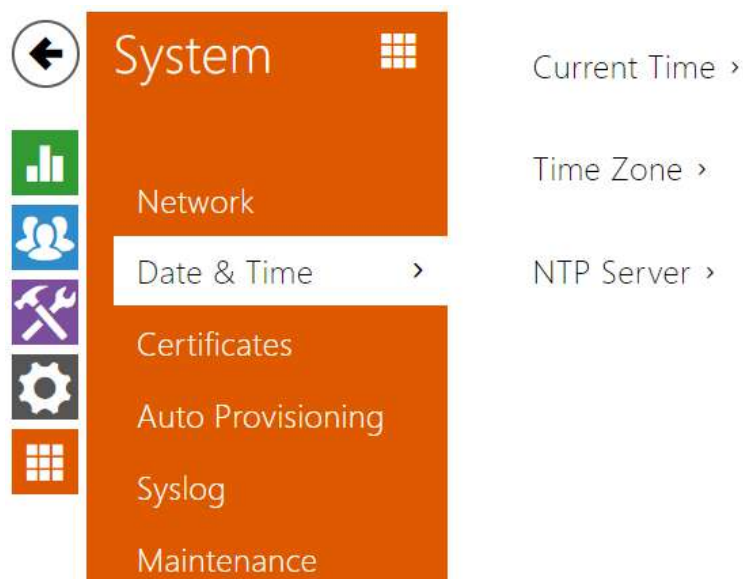 System
Network
Date & Time ›
Certificates
Auto Provisioning
Syslog
Maintenance
Current Time ›
Time Zone ›
NTP Server ›